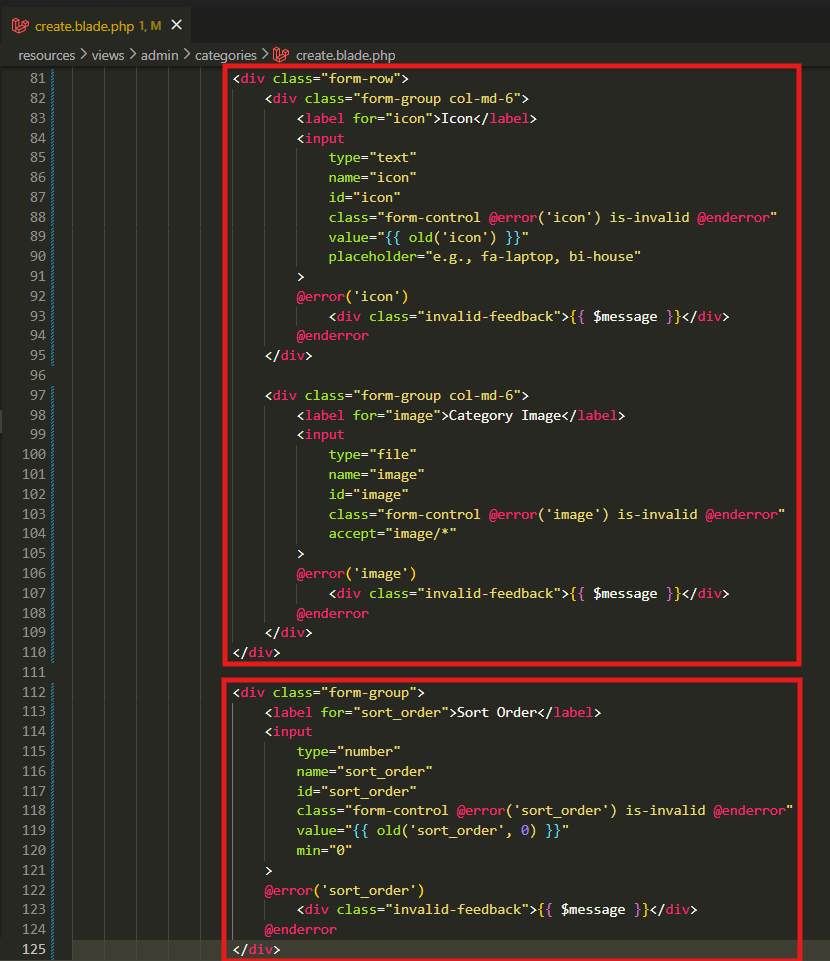 create.blade.php 1, M ×
resources > views > admin > categories > create.blade.php
81 <div class="form-row">
82 <div class="form-group col-md-6">
83 <label for="icon">Icon</label>
84 <input
85 type="text"
86 name="icon"
87 id="icon"
88 class="form-control @error('icon') is-invalid @enderror"
89 value="{{ old('icon') }}"
90 placeholder="e.g., fa-laptop, bi-house"
91 >
92 @error('icon')
93 <div class="invalid-feedback">{{ $message }}</div>
94 @enderror
95 </div>
96
97 <div class="form-group col-md-6">
98 <label for="image">Category Image</label>
99 <input
100 type="file"
101 name="image"
102 id="image"
103 class="form-control @error('image') is-invalid @enderror"
104 accept="image/*"
105 >
106 @error('image')
107 <div class="invalid-feedback">{{ $message }}</div>
108 @enderror
109 </div>
110 </div>
111
112 <div class="form-group">
113 <label for="sort_order">Sort Order</label>
114 <input
115 type="number"
116 name="sort_order"
117 id="sort_order"
118 class="form-control @error('sort_order') is-invalid @enderror"
119 value="{{ old('sort_order', 0) }}"
120 min="0"
121 >
122 @error('sort_order')
123 <div class="invalid-feedback">{{ $message }}</div>
124 @enderror
125 </div>